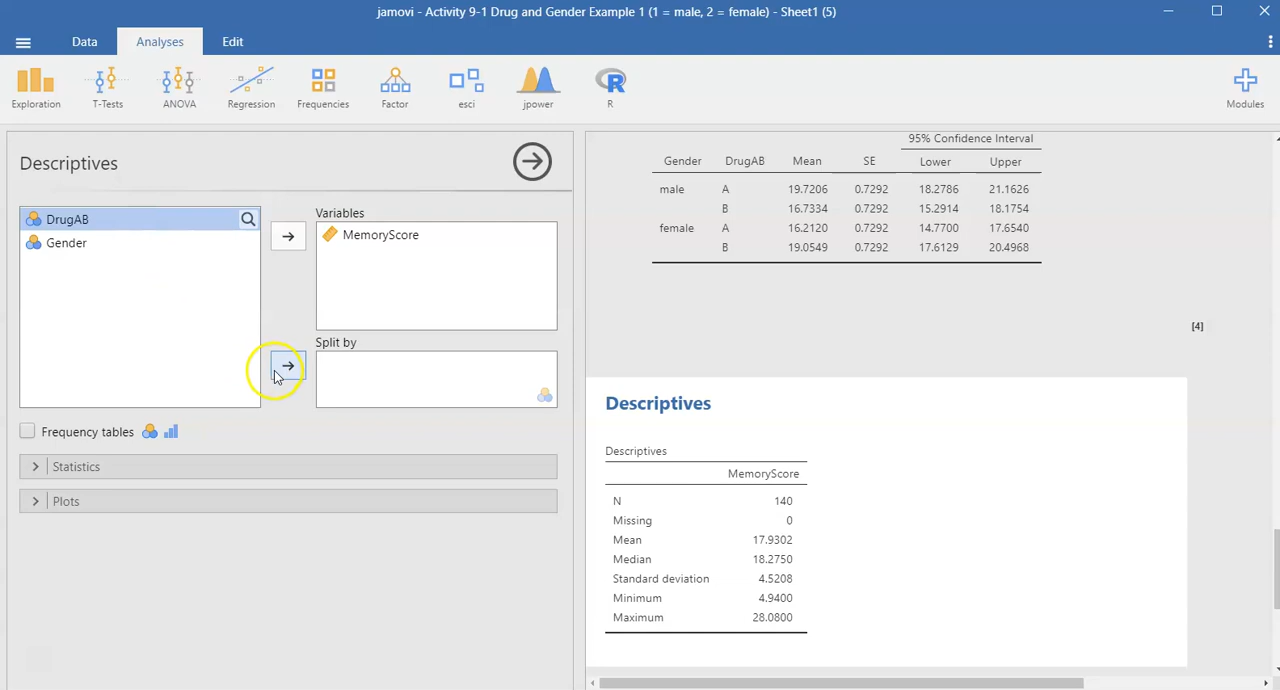 jamovi - Activity 9-1 Drug and Gender Example 1 (1 = male, 2 = female) - Sheet1 (5)
Data Analyses Edit
Exploration T-Tests ANOVA Regression Frequencies Factor esci jpower R Modules
Descriptives
DrugAB
Gender
Variables
MemoryScore
Split by
Frequency tables
Statistics
Plots
95% Confidence Interval
Gender DrugAB Mean SE Lower Upper
male A 19.7206 0.7292 18.2786 21.1626
B 16.7334 0.7292 15.2914 18.1754
female A 16.2120 0.7292 14.7700 17.6540
B 19.0549 0.7292 17.6129 20.4968
[4]
Descriptives
Descriptives
MemoryScore
N 140
Missing 0
Mean 17.9302
Median 18.2750
Standard deviation 4.5208
Minimum 4.9400
Maximum 28.0800